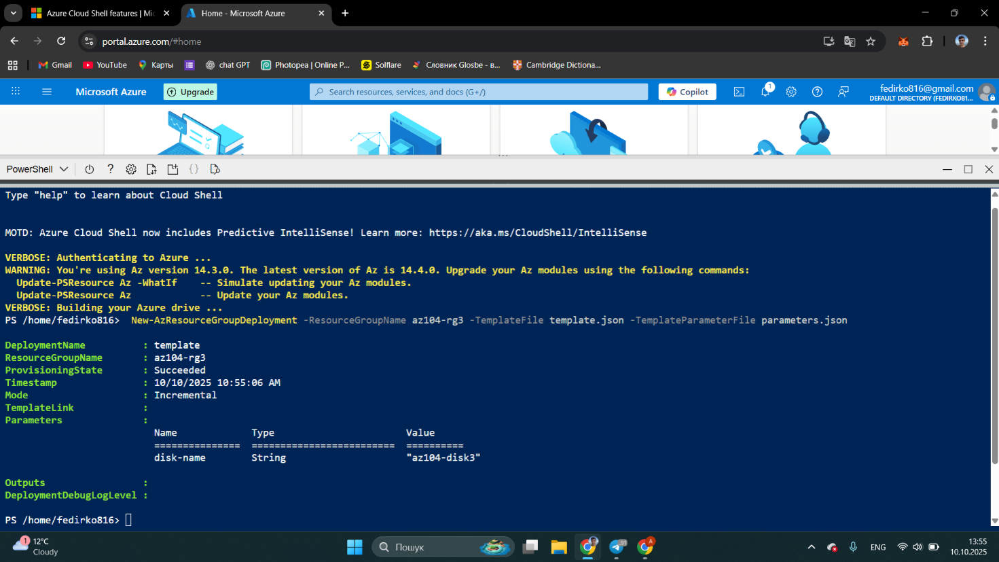 Azure Cloud Shell features | Mic
Home - Microsoft Azure
portal.azure.com/#home
Gmail
YouTube
Карты
chat GPT
Photopea | Online P...
Solflare
Словник Glosbe - в...
Cambridge Dictiona...
Microsoft Azure
Upgrade
Search resources, services, and docs (G+/)
Copilot
1
fedirko816@gmail.com
DEFAULT DIRECTORY (FEDIRKO81...
PowerShell
Type "help" to learn about Cloud Shell
MOTD: Azure Cloud Shell now includes Predictive IntelliSense! Learn more: https://aka.ms/CloudShell/IntelliSense
VERBOSE: Authenticating to Azure ...
WARNING: You're using Az version 14.3.0. The latest version of Az is 14.4.0. Upgrade your Az modules using the following commands:
Update-PSResource Az -WhatIf    -- Simulate updating your Az modules.
Update-PSResource Az            -- Update your Az modules.
VERBOSE: Building your Azure drive ...
PS /home/fedirko816>  New-AzResourceGroupDeployment -ResourceGroupName az104-rg3 -TemplateFile template.json -TemplateParameterFile parameters.json
DeploymentName          : template
ResourceGroupName       : az104-rg3
ProvisioningState       : Succeeded
Timestamp               : 10/10/2025 10:55:06 AM
Mode                    : Incremental
TemplateLink            :
Parameters              :
Name             Type                       Value
===============  =========================  ==========
disk-name        String                     "az104-disk3"
Outputs                 :
DeploymentDebugLogLevel :
PS /home/fedirko816>
1
12°C
Cloudy
Пошук
91
A
ENG
13:55
10.10.2025